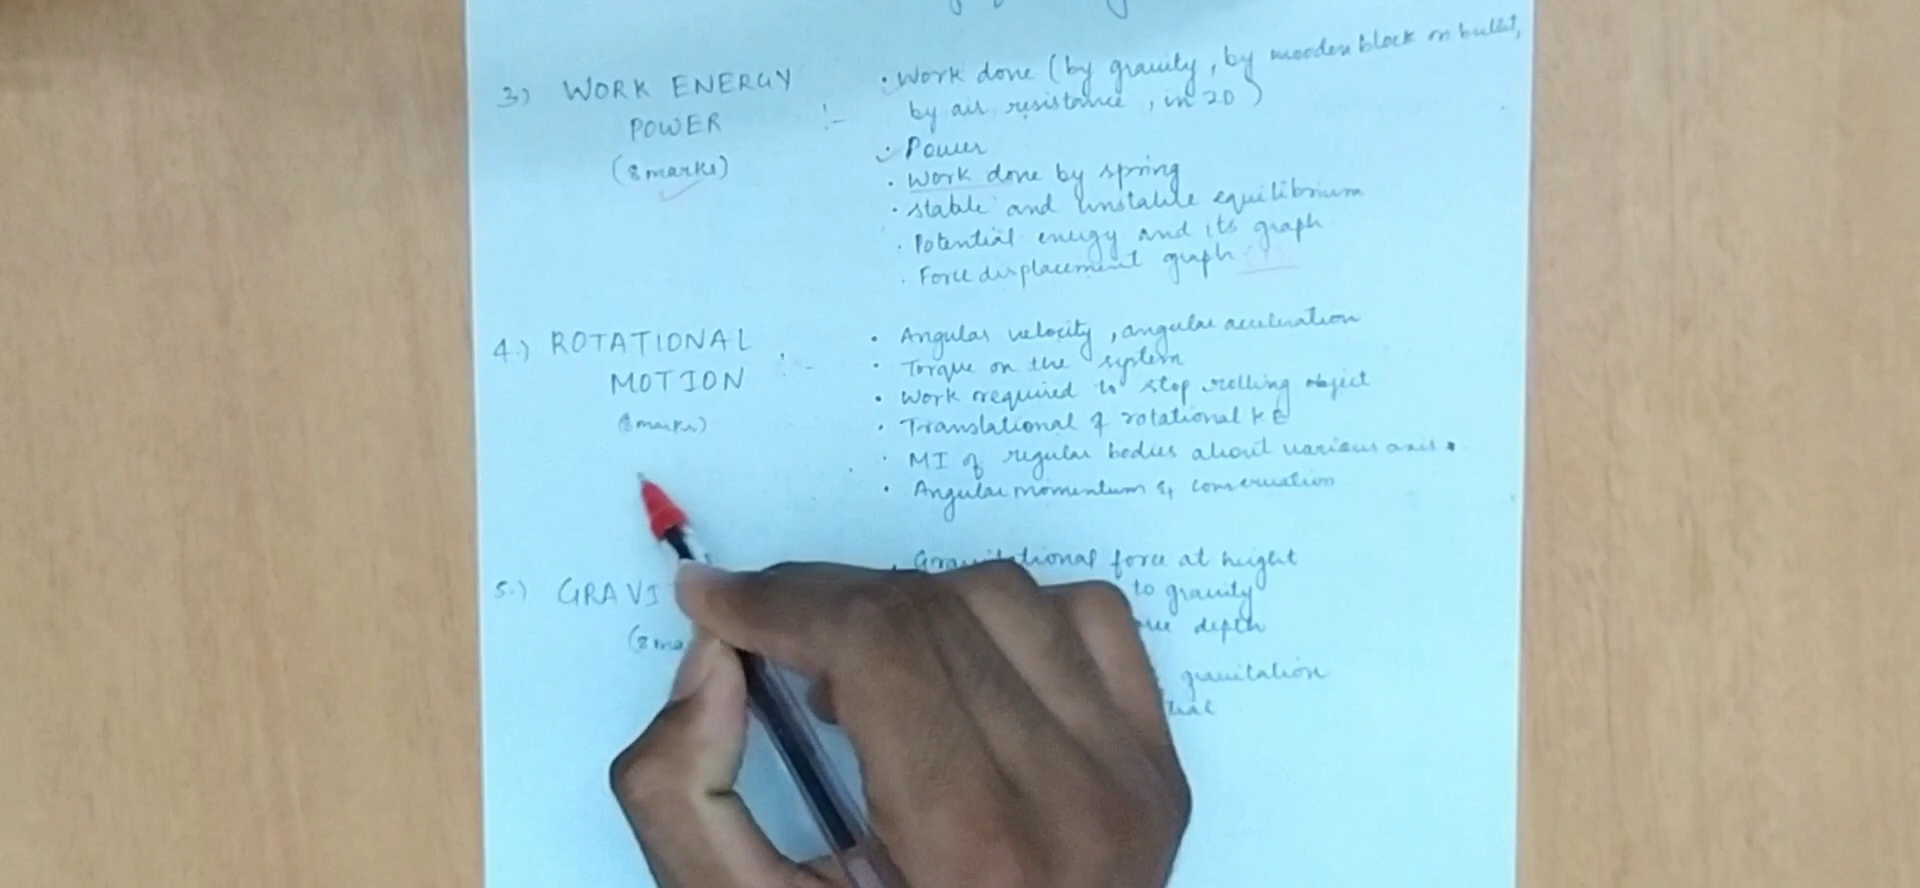 3) WORK ENERGY POWER (8 marks) :-
• Work done (by gravity, by wooden block on bullet,
by air resistance, in 2D)
• Power
• Work done by spring
• stable and unstable equilibrium
• Potential energy and its graph
• Force displacement graph
4.) ROTATIONAL MOTION (8 marks) :-
• Angular velocity, angular acceleration
• Torque on the system
• Work required to stop rolling object
• Translational & rotational KE
• MI of regular bodies about various axis.
• Angular momentum & conservation
5.) GRAVI
(8 ma
• Gravitational force at height
to gravity
depth
gravitation